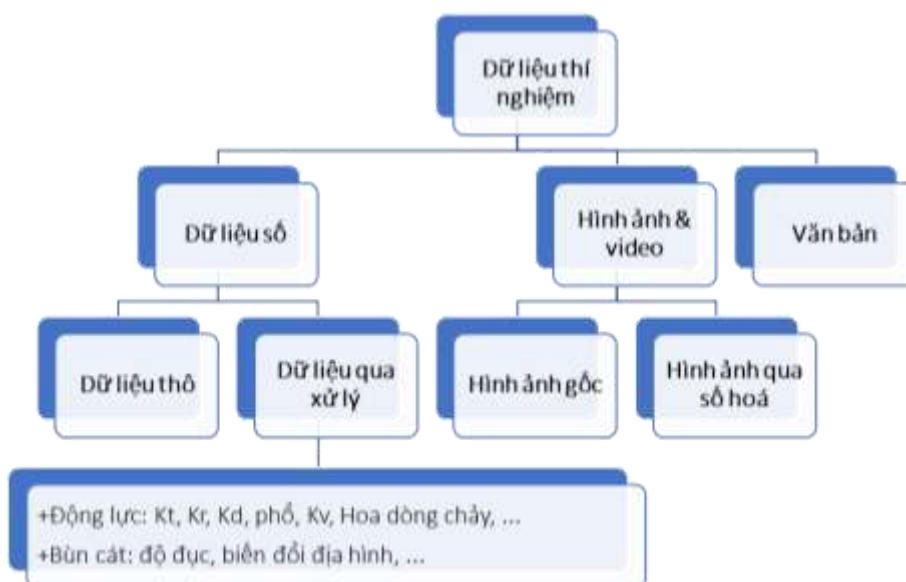 Dữ liệu thí
nghiệm
Dữ liệu số
Hình ảnh &
video
Văn bản
Dữ liệu thô
Dữ liệu qua
xử lý
Hình ảnh gốc
Hình ảnh qua
số hoá
+Động lực: Kt, Kr, Kd, phổ, Kv, Hoa dòng chảy, ...
+Bùn cát: độ đục, biến đổi địa hình, ...